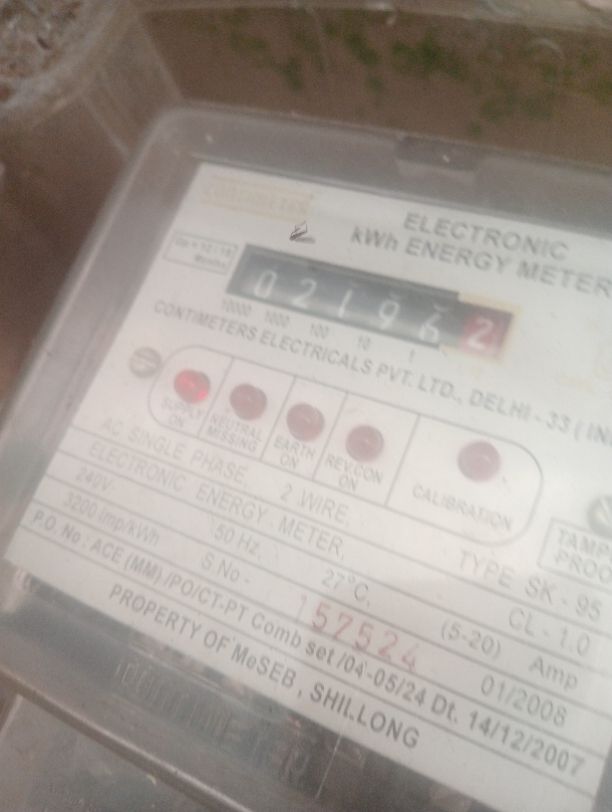 ELECTRONIC
kWh ENERGY METER
0 2 1 9 6 2
10000 1000 100 10 1
CONTIMETERS ELECTRICALS PVT. LTD., DELHI - 33 (IN
SUPPLY ON
NEUTRAL MISSING
EARTH ON
REV.CON ON
CALIBRATION
AC SINGLE PHASE, 2 WIRE,
ELECTRONIC ENERGY METER, TYPE SK - 95
240V 50 Hz, 27°C, CL - 1.0
3200 imp/kWh S No - (5-20) Amp
157524
01/2008
P.O. No : ACE (MM) /PO/CT-PT Comb set /04-05/24 Dt. 14/12/2007
PROPERTY OF MeSEB, SHILLONG